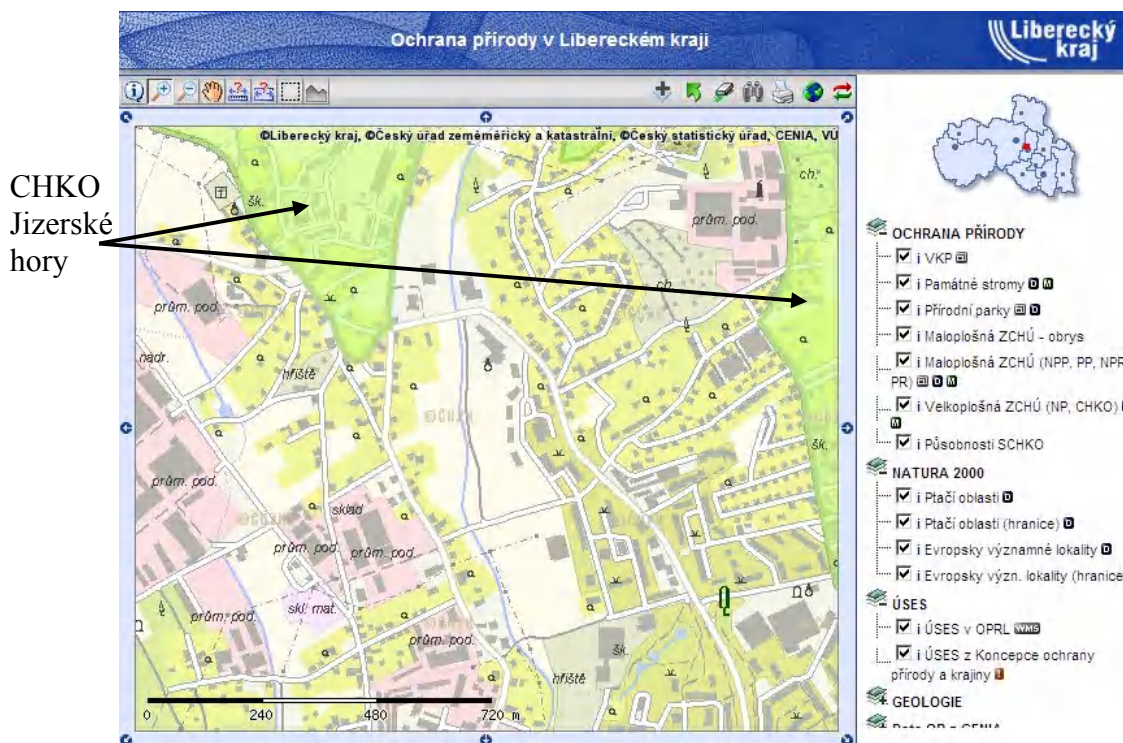 Ochrana přírody v Libereckém kraji
Liberecký
kraj
©Liberecký kraj, ©Český úřad zeměměřický a katastrální, ©Český statistický úřad, CENIA, VÚ
CHKO
Jizerské
hory
šk.
ch.
prům. pod.
ch.
prům. pod.
nádr.
hřiště
©ČÚZK
šk.
prům. pod.
sklad
prům. pod.
prům. pod.
prům. pod.
skl. mat.
prům. pod.
šk.
hřiště
0 240 480 720 m
OCHRANA PŘÍRODY
i VKP
i Památné stromy D M
i Přírodní parky D
i Maloplošná ZCHÚ - obrys
i Maloplošná ZCHÚ (NPP, PP, NPR
PR) D M
i Velkoplošná ZCHÚ (NP, CHKO)
M
i Působnosti SCHKO
NATURA 2000
i Ptačí oblasti D
i Ptačí oblasti (hranice) D
i Evropsky významné lokality D
i Evropsky význ. lokality (hranice
ÚSES
i ÚSES v OPRL WMS
i ÚSES z Koncepce ochrany
přírody a krajiny
GEOLOGIE